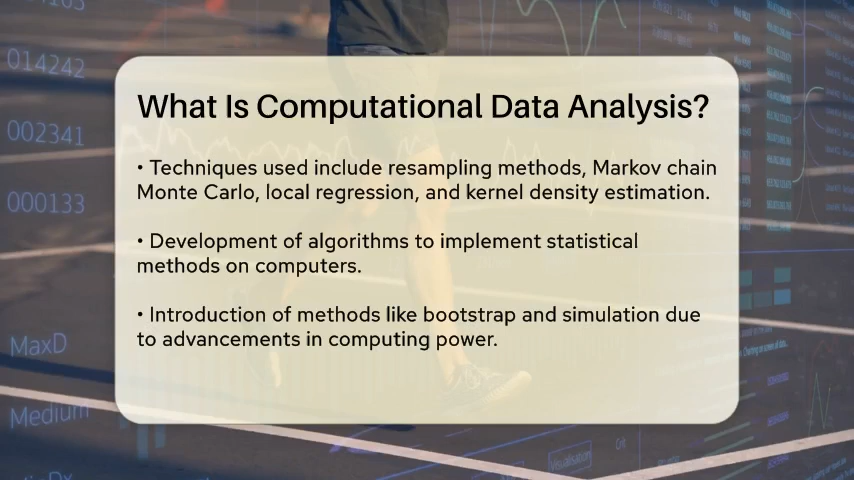 What Is Computational Data Analysis?
• Techniques used include resampling methods, Markov chain
Monte Carlo, local regression, and kernel density estimation.
• Development of algorithms to implement statistical
methods on computers.
• Introduction of methods like bootstrap and simulation due
to advancements in computing power.
014242
002341
000133
MaxD
Medium